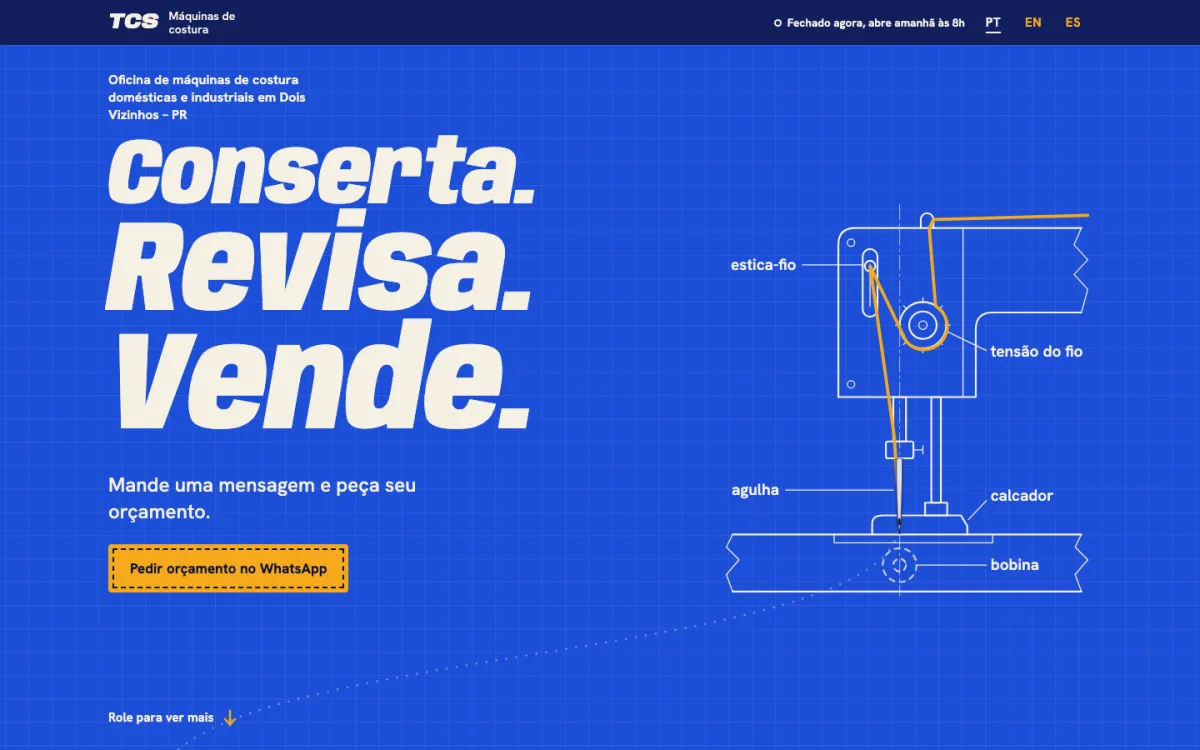 TCS
Máquinas de
costura
Fechado agora, abre amanhã às 8h
PT
EN
ES
Oficina de máquinas de costura
domésticas e industriais em Dois
Vizinhos – PR
Conserta.
Revisa.
Vende.
Mande uma mensagem e peça seu
orçamento.
Pedir orçamento no WhatsApp
estica-fio
tensão do fio
agulha
calcador
bobina
Role para ver mais